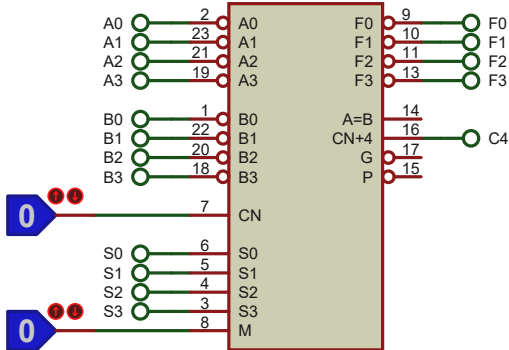 A0 2 A0 F0 9 F0
A1 23 A1 F1 10 F1
A2 21 A2 F2 11 F2
A3 19 A3 F3 13 F3
B0 1 B0 A=B 14
B1 22 B1 CN+4 16 C4
B2 20 B2 G 17
B3 18 B3 P 15
0 7 CN
S0 6 S0
S1 5 S1
S2 4 S2
S3 3 S3
0 8 M